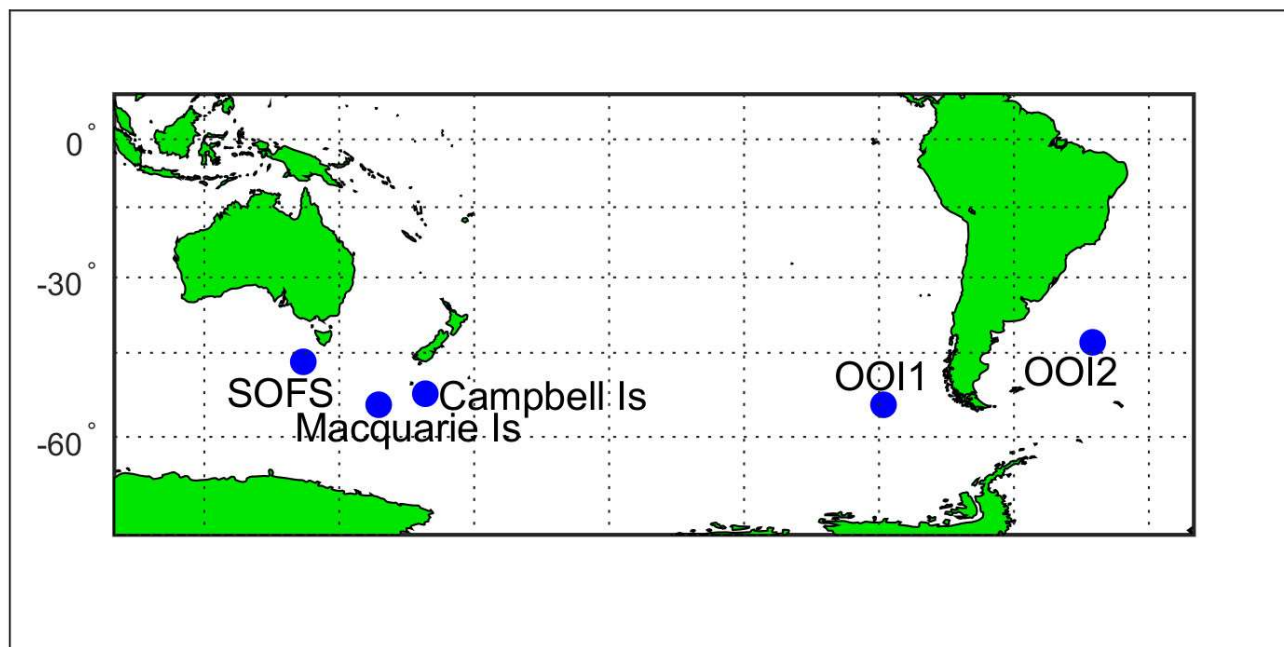 0°
-30°
OOI1
OOI2
SOFS
Campbell Is
Macquarie Is
-60°